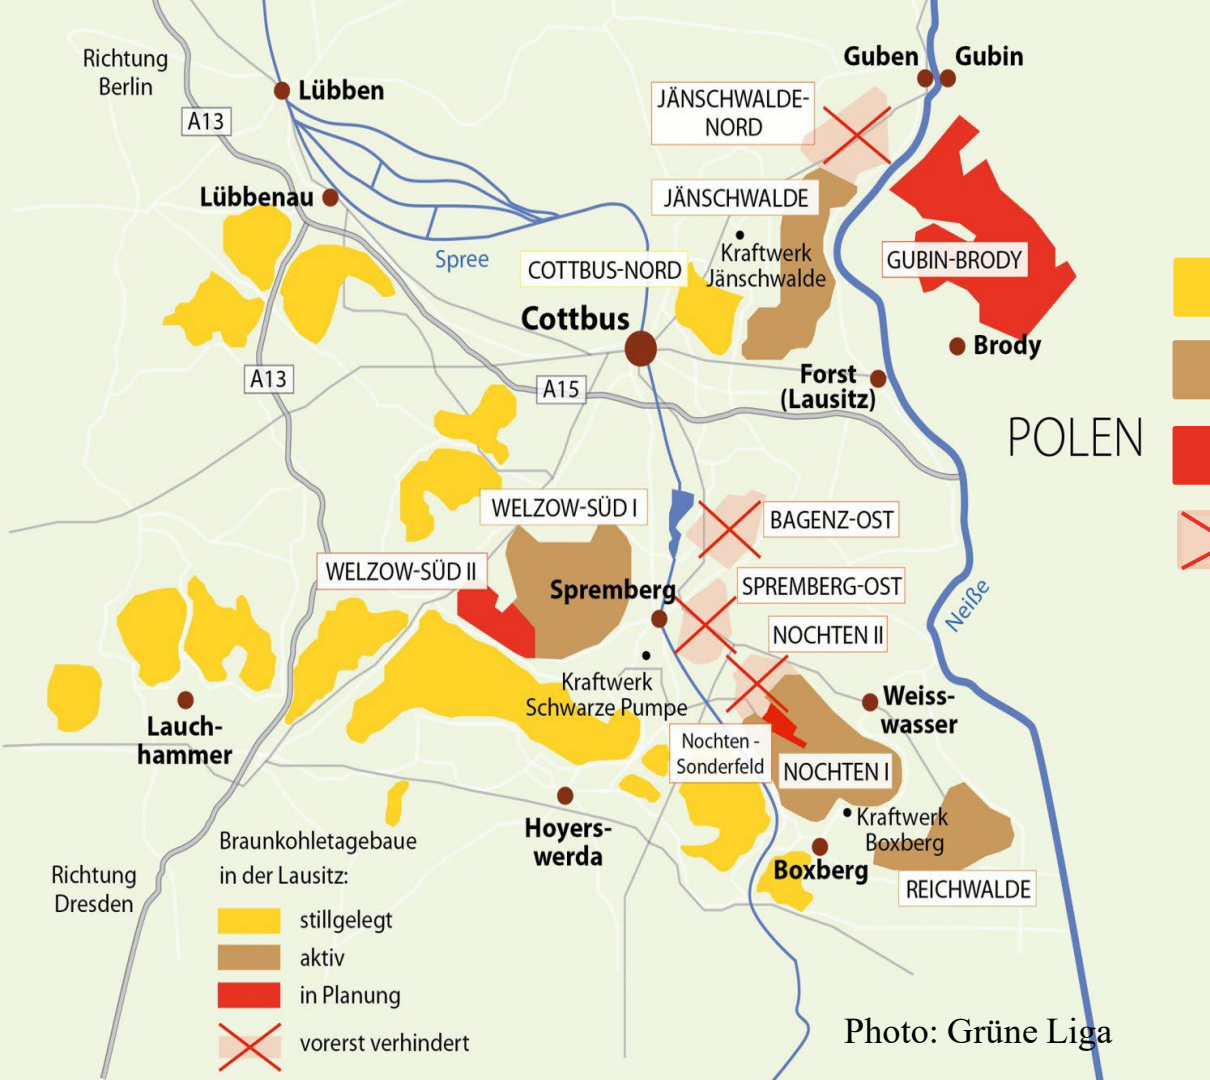 Richtung
Berlin
Lübben
A13
Lübbenau
Spree
Guben
Gubin
JÄNSCHWALDE-
NORD
JÄNSCHWALDE
Kraftwerk
Jänschwalde
COTTBUS-NORD
GUBIN-BRODY
Cottbus
Brody
Forst
(Lausitz)
A13
A15
POLEN
WELZOW-SÜD I
BAGENZ-OST
WELZOW-SÜD II
Spremberg
SPREMBERG-OST
Neiße
NOCHTEN II
Kraftwerk
Schwarze Pumpe
Weiss-
wasser
Lauch-
hammer
Nochten -
Sonderfeld
NOCHTEN I
Hoyers-
werda
Kraftwerk
Boxberg
Boxberg
REICHWALDE
Richtung
Dresden
Braunkohletagebaue
in der Lausitz:
stillgelegt
aktiv
in Planung
vorerst verhindert
Photo: Grüne Liga